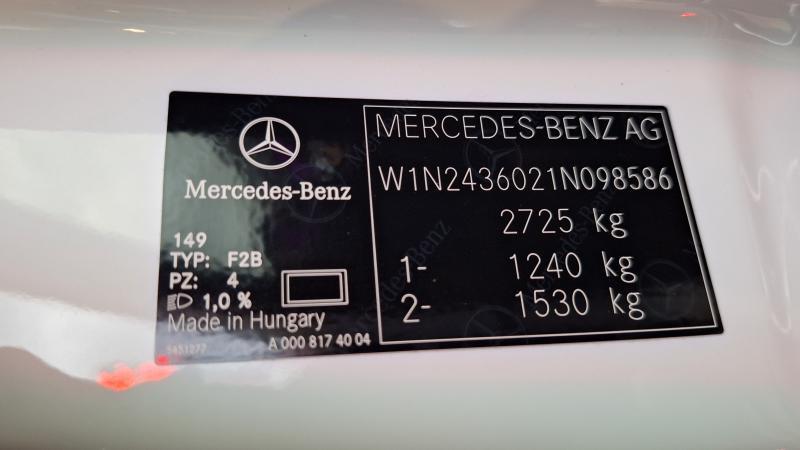 Mercedes-Benz
149
TYP: F2B
PZ: 4
1,0 %
Made in Hungary
A 000 817 40 04
MERCEDES-BENZ AG
W1N2436021N098586
2725 kg
1- 1240 kg
2- 1530 kg